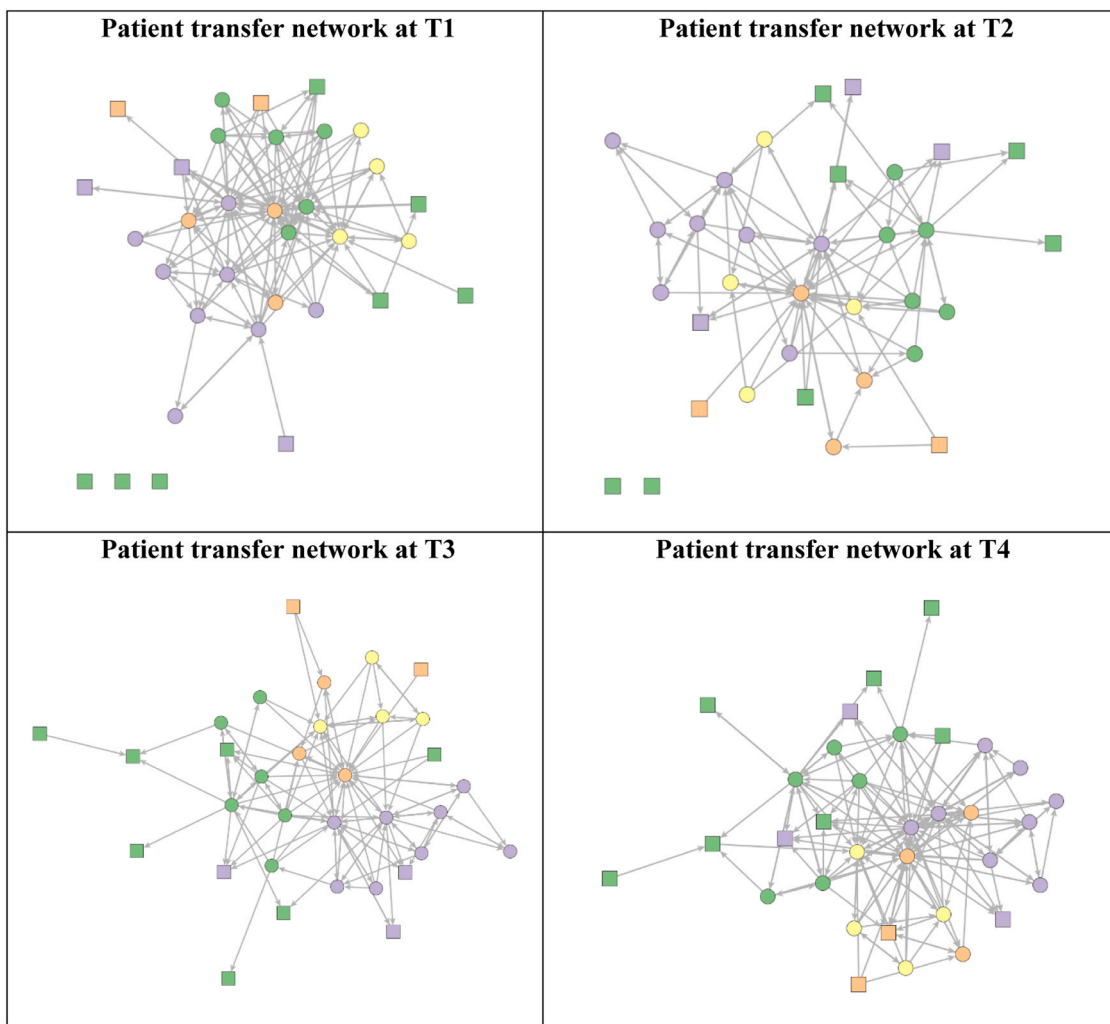 Patient transfer network at T1
Patient transfer network at T2
Patient transfer network at T3
Patient transfer network at T4